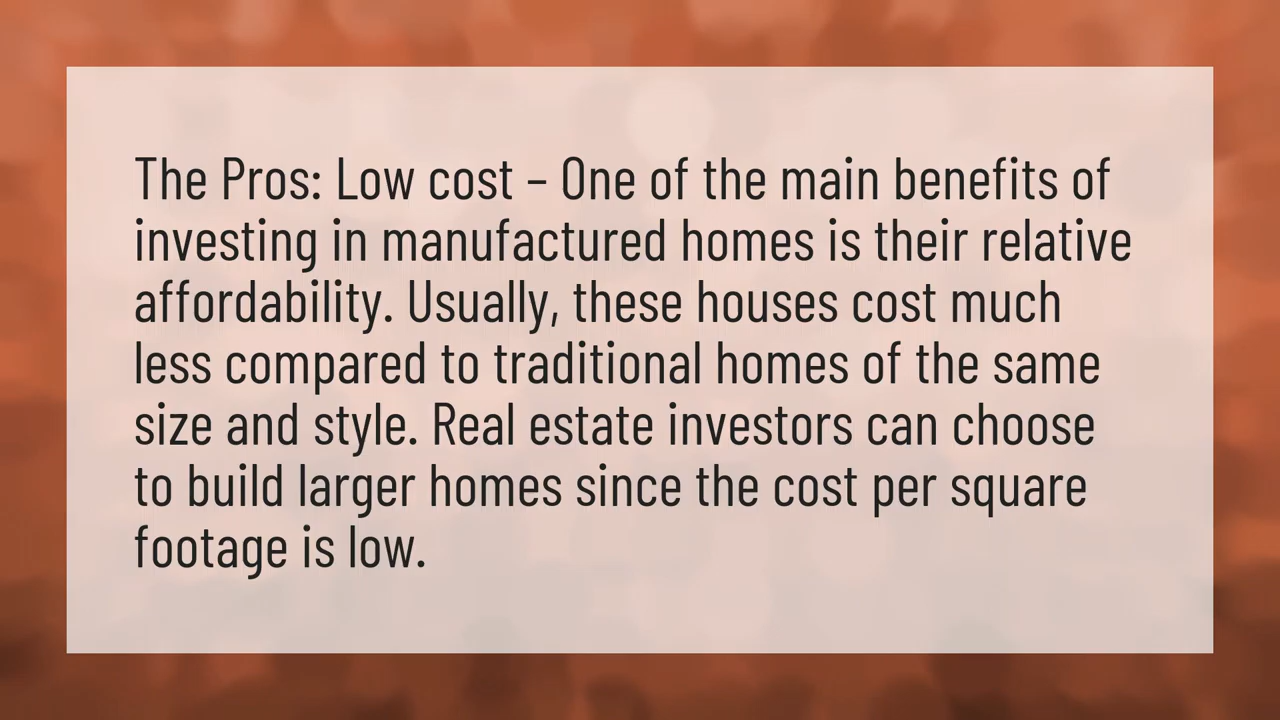 The Pros: Low cost – One of the main benefits of
investing in manufactured homes is their relative
affordability. Usually, these houses cost much
less compared to traditional homes of the same
size and style. Real estate investors can choose
to build larger homes since the cost per square
footage is low.